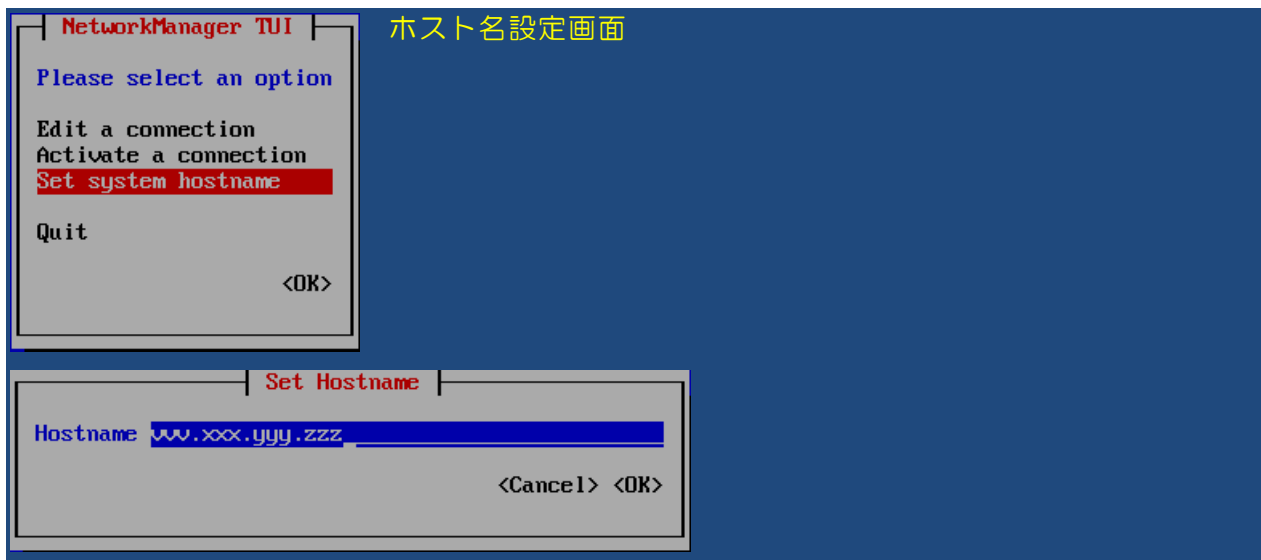 NetworkManager TUI
ホスト名設定画面
Please select an option
Edit a connection
Activate a connection
Set system hostname
Quit
<OK>
Set Hostname
Hostname vvv.xxx.yyy.zzz
<Cancel> <OK>